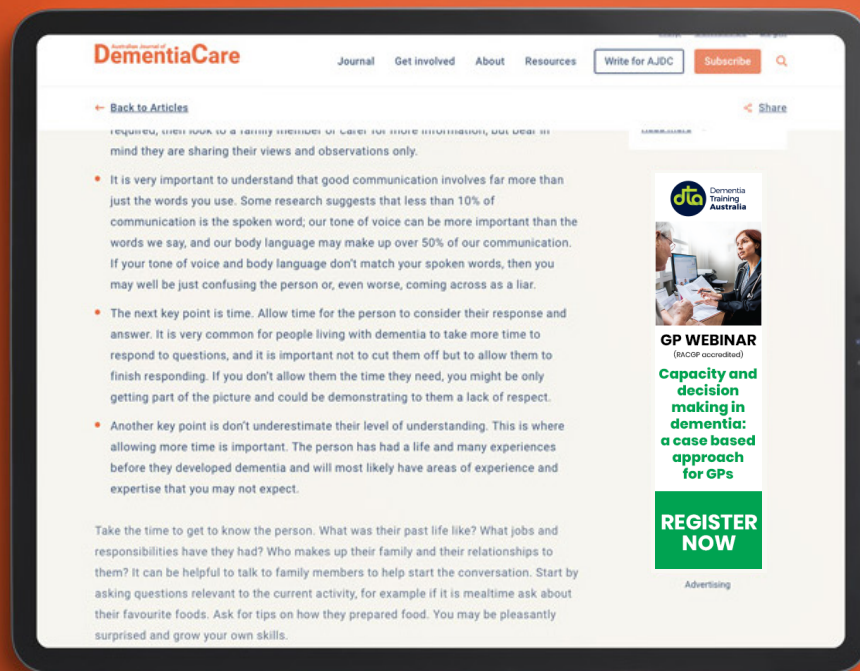 Australian Journal of
DementiaCare
Journal
Get involved
About
Resources
Write for AJDC
Subscribe
← Back to Articles
Share
required, then look to a family member or carer for more information, but bear in
mind they are sharing their views and observations only.
• It is very important to understand that good communication involves far more than
just the words you use. Some research suggests that less than 10% of
communication is the spoken word; our tone of voice can be more important than the
words we say, and our body language may make up over 50% of our communication.
If your tone of voice and body language don't match your spoken words, then you
may well be just confusing the person or, even worse, coming across as a liar.
• The next key point is time. Allow time for the person to consider their response and
answer. It is very common for people living with dementia to take more time to
respond to questions, and it is important not to cut them off but to allow them to
finish responding. If you don't allow them the time they need, you might be only
getting part of the picture and could be demonstrating to them a lack of respect.
• Another key point is don't underestimate their level of understanding. This is where
allowing more time is important. The person has had a life and many experiences
before they developed dementia and will most likely have areas of experience and
expertise that you may not expect.
Take the time to get to know the person. What was their past life like? What jobs and
responsibilities have they had? Who makes up their family and their relationships to
them? It can be helpful to talk to family members to help start the conversation. Start by
asking questions relevant to the current activity, for example if it is mealtime ask about
their favourite foods. Ask for tips on how they prepared food. You may be pleasantly
surprised and grow your own skills.
dta
Dementia
Training
Australia
GP WEBINAR
(RACGP accredited)
Capacity and
decision
making in
dementia:
a case based
approach
for GPs
REGISTER
NOW
Advertising